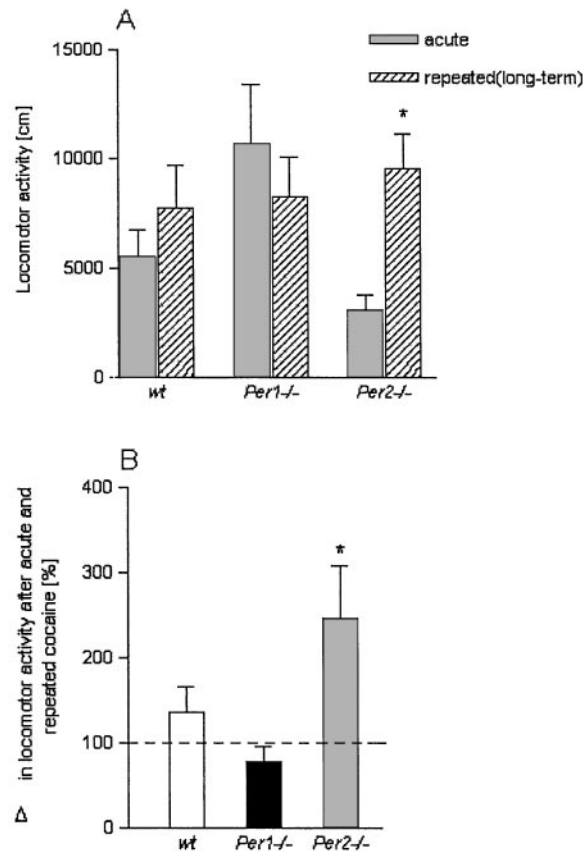 A
acute
repeated(long-term)
*
15000
10000
5000
0
Locomotor activity [cm]
wt
Per1-/-
Per2-/-
B
*
400
300
200
100
0
Δ in locomotor activity after acute and
repeated cocaine [%]
wt
Per1-/-
Per2-/-